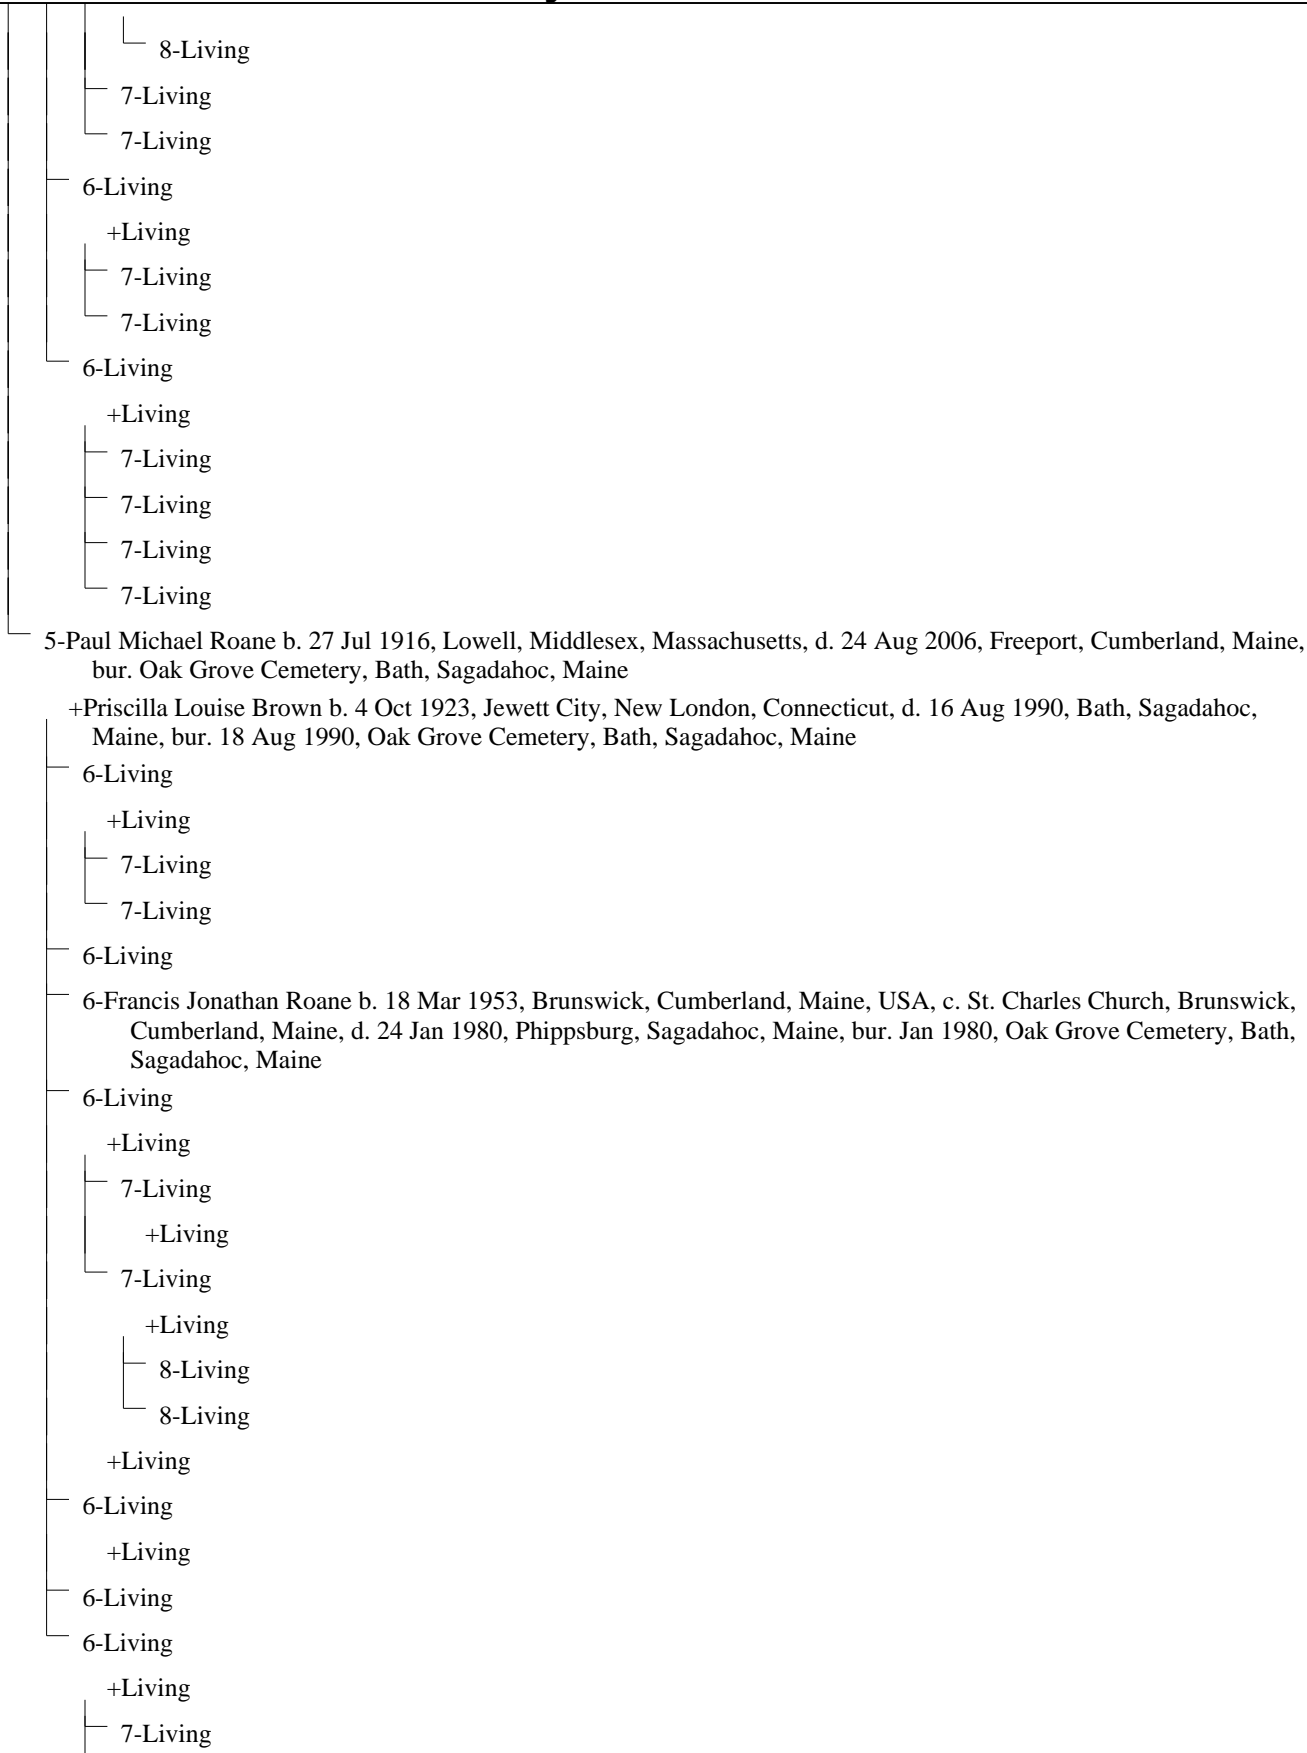 8-Living
7-Living
7-Living
6-Living
+Living
7-Living
7-Living
6-Living
+Living
7-Living
7-Living
7-Living
7-Living
5-Paul Michael Roane b. 27 Jul 1916, Lowell, Middlesex, Massachusetts, d. 24 Aug 2006, Freeport, Cumberland, Maine,
bur. Oak Grove Cemetery, Bath, Sagadahoc, Maine
+Priscilla Louise Brown b. 4 Oct 1923, Jewett City, New London, Connecticut, d. 16 Aug 1990, Bath, Sagadahoc,
Maine, bur. 18 Aug 1990, Oak Grove Cemetery, Bath, Sagadahoc, Maine
6-Living
+Living
7-Living
7-Living
6-Living
6-Francis Jonathan Roane b. 18 Mar 1953, Brunswick, Cumberland, Maine, USA, c. St. Charles Church, Brunswick,
Cumberland, Maine, d. 24 Jan 1980, Phippsburg, Sagadahoc, Maine, bur. Jan 1980, Oak Grove Cemetery, Bath,
Sagadahoc, Maine
6-Living
+Living
7-Living
+Living
7-Living
+Living
8-Living
8-Living
+Living
6-Living
+Living
6-Living
6-Living
+Living
7-Living